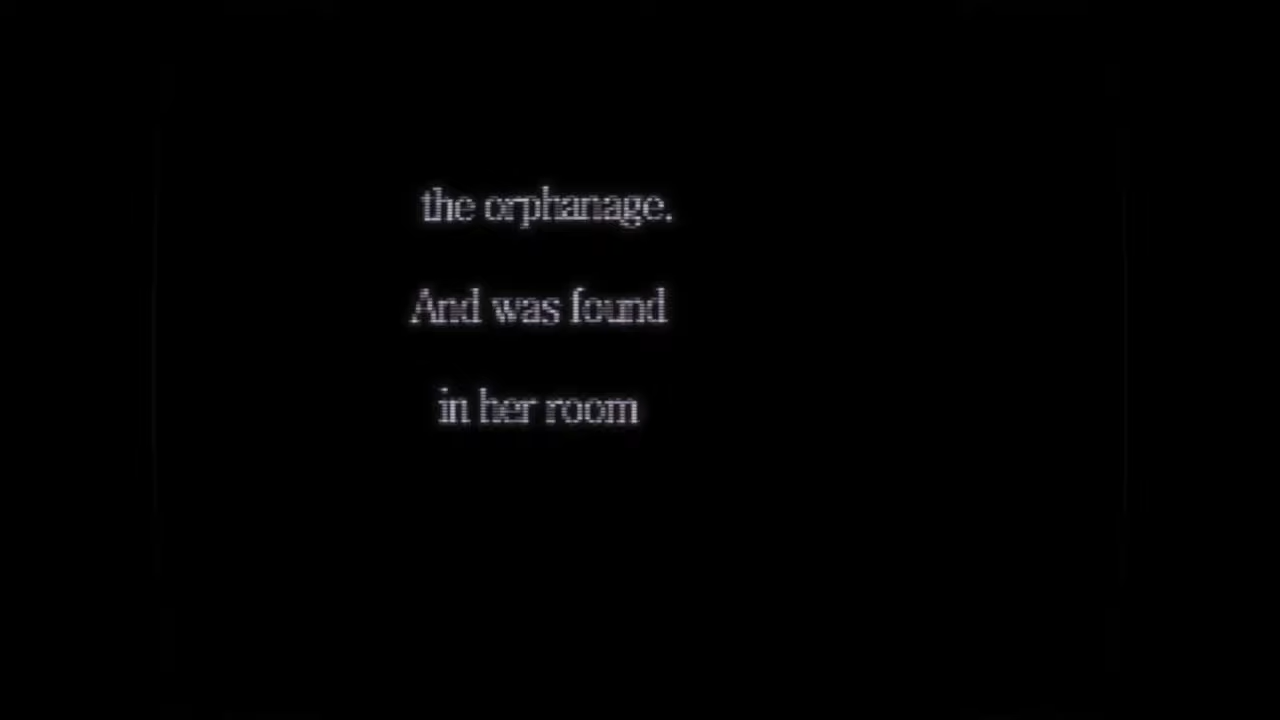 the orphanage.
And was found
in her room